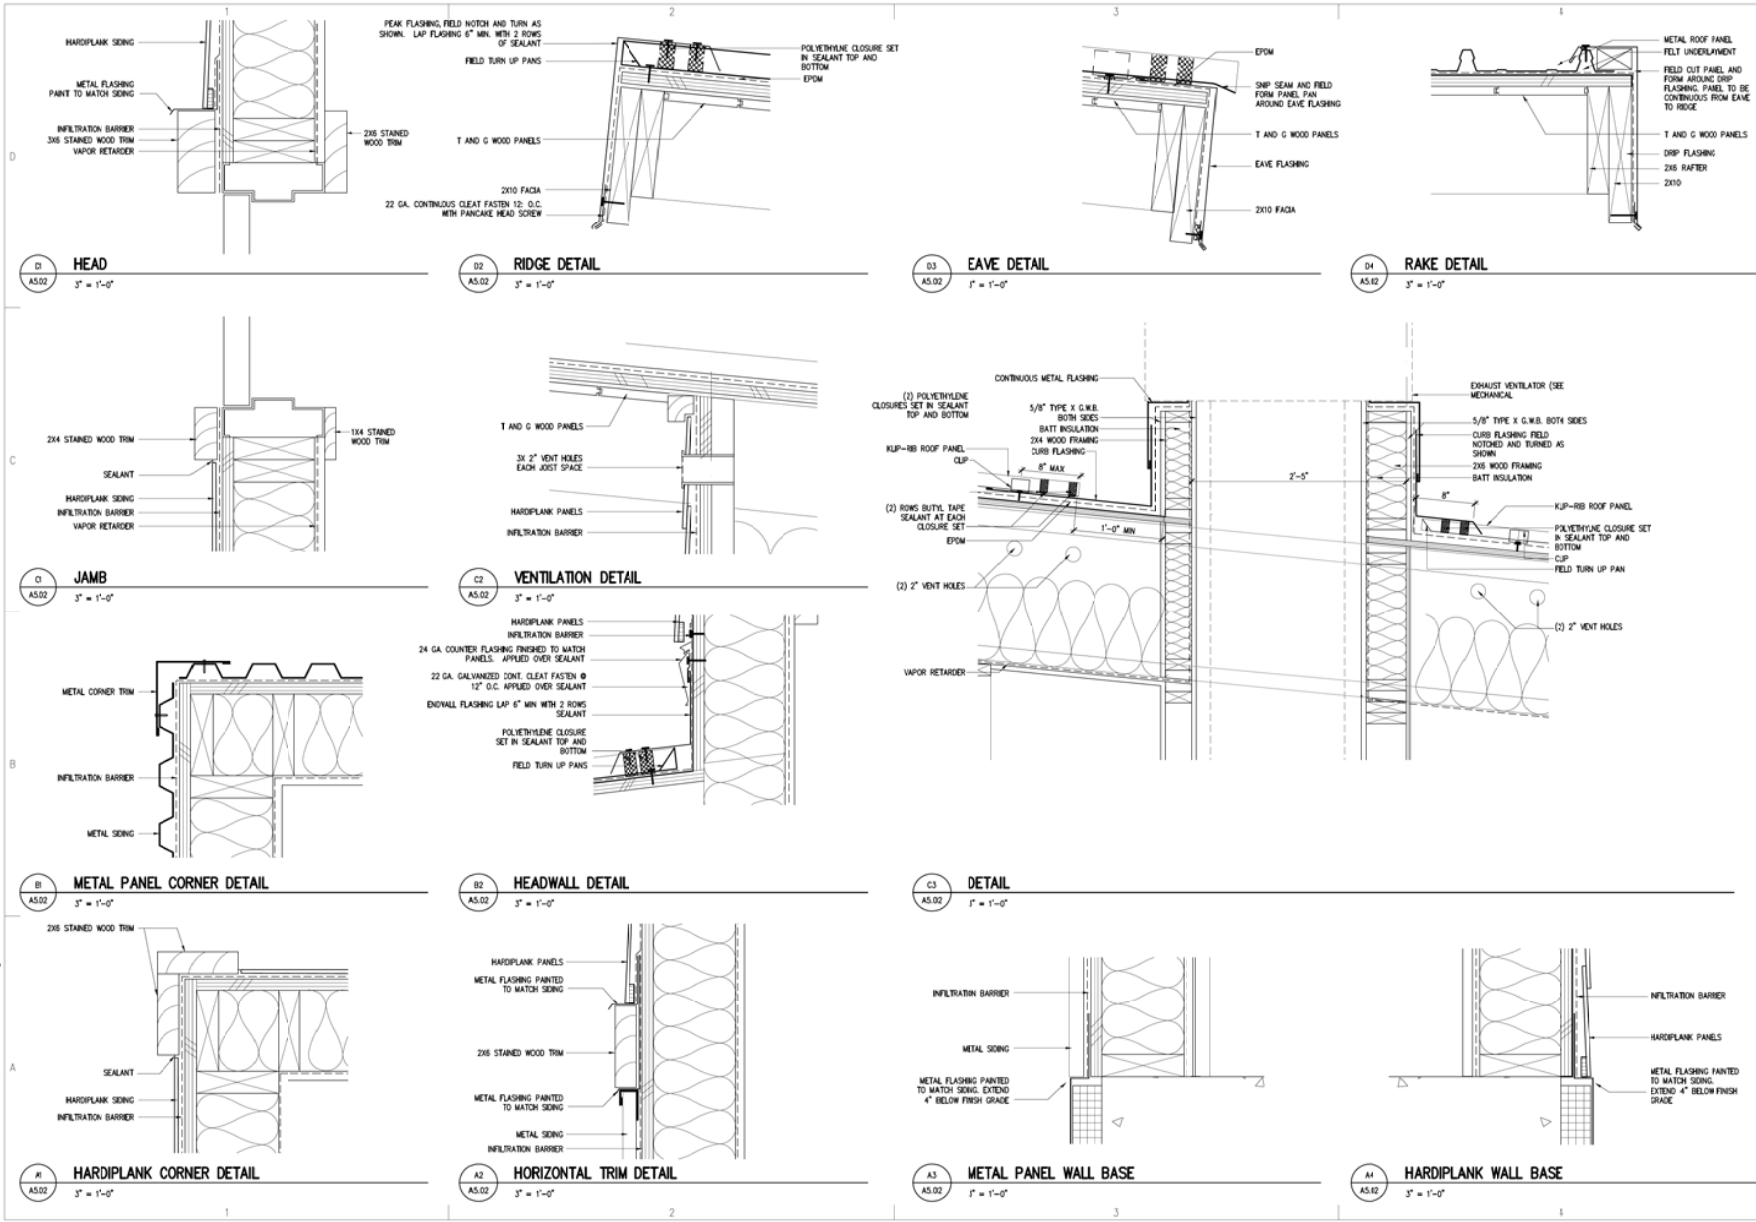 1
2
3
4
D
C
B
A
HARDIPLANK SIDING
METAL FLASHING
PAINT TO MATCH SIDING
INFILTRATION BARRIER
3X6 STAINED WOOD TRIM
VAPOR RETARDER
2X6 STAINED
WOOD TRIM
A5.02
HEAD
3" = 1'-0"
PEAK FLASHING, FIELD NOTCH AND TURN AS
SHOWN. LAP FLASHING 6" MIN. WITH 2 ROWS
OF SEALANT
FIELD TURN UP PANS
POLYETHYLNE CLOSURE SET
IN SEALANT TOP AND
BOTTOM
EPDM
T AND G WOOD PANELS
2X10 FACIA
22 GA. CONTINUOUS CLEAT FASTEN 12: O.C.
WITH PANCAKE HEAD SCREW
D2
A5.02
RIDGE DETAIL
3" = 1'-0"
EPDM
SNIP SEAM AND FIELD
FORM PANEL PAN
AROUND EAVE FLASHING
T AND G WOOD PANELS
EAVE FLASHING
2X10 FACIA
D3
A5.02
EAVE DETAIL
3" = 1'-0"
METAL ROOF PANEL
FELT UNDERLAYMENT
FIELD CUT PANEL AND
FORM AROUND DRIP
FLASHING. PANEL TO BE
CONTINUOUS FROM EAVE
TO RIDGE
T AND G WOOD PANELS
DRIP FLASHING
2X6 RAFTER
2X10
D4
A5.02
RAKE DETAIL
3" = 1'-0"
2X4 STAINED WOOD TRIM
1X4 STAINED
WOOD TRIM
SEALANT
HARDIPLANK SIDING
INFILTRATION BARRIER
VAPOR RETARDER
C1
A5.02
JAMB
3" = 1'-0"
T AND G WOOD PANELS
3X 2" VENT HOLES
EACH JOIST SPACE
HARDIPLANK PANELS
INFILTRATION BARRIER
C2
A5.02
VENTILATION DETAIL
3" = 1'-0"
CONTINUOUS METAL FLASHING
(2) POLYETHYLENE
CLOSURES SET IN SEALANT
TOP AND BOTTOM
5/8" TYPE X G.W.B.
BOTH SIDES
BATT INSULATION
2X4 WOOD FRAMING
CURB FLASHING
KLIP-RIB ROOF PANEL
CLIP
8" MAX
(2) ROWS BUTYL TAPE
SEALANT AT EACH
CLOSURE SET
EPDM
1'-0" MIN
(2) 2" VENT HOLES
VAPOR RETARDER
2'-5"
EXHAUST VENTILATOR (SEE
MECHANICAL
5/8" TYPE X G.W.B. BOTH SIDES
CURB FLASHING FIELD
NOTCHED AND TURNED AS
SHOWN
2X6 WOOD FRAMING
BATT INSULATION
8"
KLIP-RIB ROOF PANEL
POLYETHYLNE CLOSURE SET
IN SEALANT TOP AND
BOTTOM
CLIP
FIELD TURN UP PAN
(2) 2" VENT HOLES
C3
A5.02
DETAIL
3" = 1'-0"
METAL CORNER TRIM
INFILTRATION BARRIER
METAL SIDING
B1
A5.02
METAL PANEL CORNER DETAIL
3" = 1'-0"
HARDIPLANK PANELS
INFILTRATION BARRIER
24 GA. COUNTER FLASHING FINISHED TO MATCH
PANELS. APPLIED OVER SEALANT
22 GA. GALVANIZED CONT. CLEAT FASTEN @
12" O.C. APPLIED OVER SEALANT
ENDWALL FLASHING LAP 6" MIN WITH 2 ROWS
SEALANT
POLYETHYLENE CLOSURE
SET IN SEALANT TOP AND
BOTTOM
FIELD TURN UP PANS
B2
A5.02
HEADWALL DETAIL
3" = 1'-0"
2X6 STAINED WOOD TRIM
SEALANT
HARDIPLANK SIDING
INFILTRATION BARRIER
A1
A5.02
HARDIPLANK CORNER DETAIL
3" = 1'-0"
HARDIPLANK PANELS
METAL FLASHING PAINTED
TO MATCH SIDING
2X6 STAINED WOOD TRIM
METAL FLASHING PAINTED
TO MATCH SIDING
METAL SIDING
INFILTRATION BARRIER
A2
A5.02
HORIZONTAL TRIM DETAIL
3" = 1'-0"
INFILTRATION BARRIER
METAL SIDING
METAL FLASHING PAINTED
TO MATCH SIDING. EXTEND
4" BELOW FINISH GRADE
A3
A5.02
METAL PANEL WALL BASE
3" = 1'-0"
INFILTRATION BARRIER
HARDIPLANK PANELS
METAL FLASHING PAINTED
TO MATCH SIDING.
EXTEND 4" BELOW FINISH
GRADE
A4
A5.02
HARDIPLANK WALL BASE
3" = 1'-0"
1
2
3
4